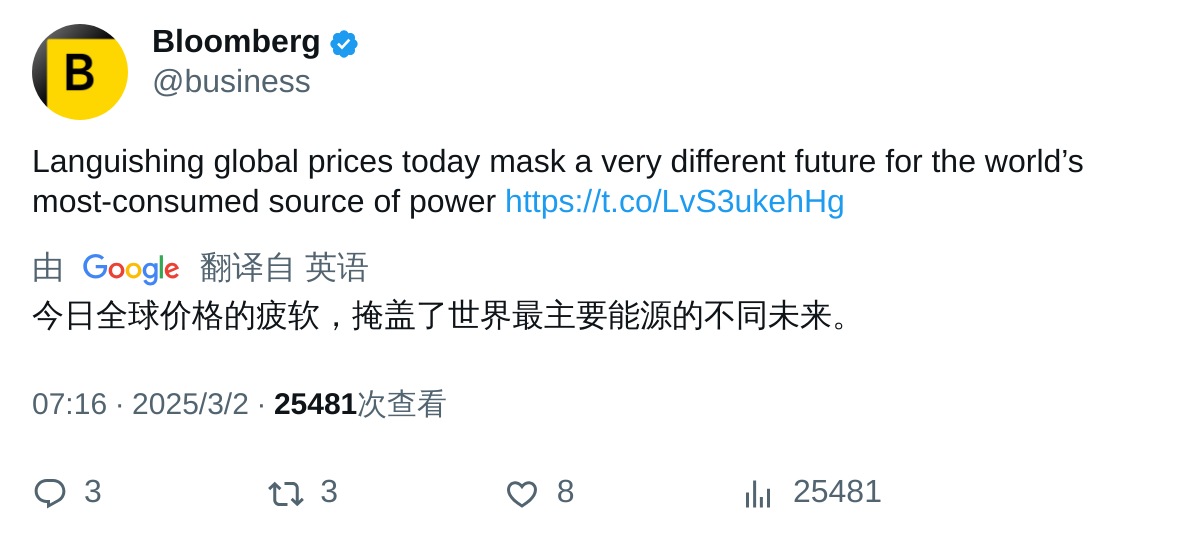 B
Bloomberg
@business
Languishing global prices today mask a very different future for the world’s
most-consumed source of power https://t.co/LvS3ukehHg
由 Google 翻译自 英语
今日全球价格的疲软，掩盖了世界最主要能源的不同未来。
07:16 · 2025/3/2 · 25481次查看
3 3 8 25481